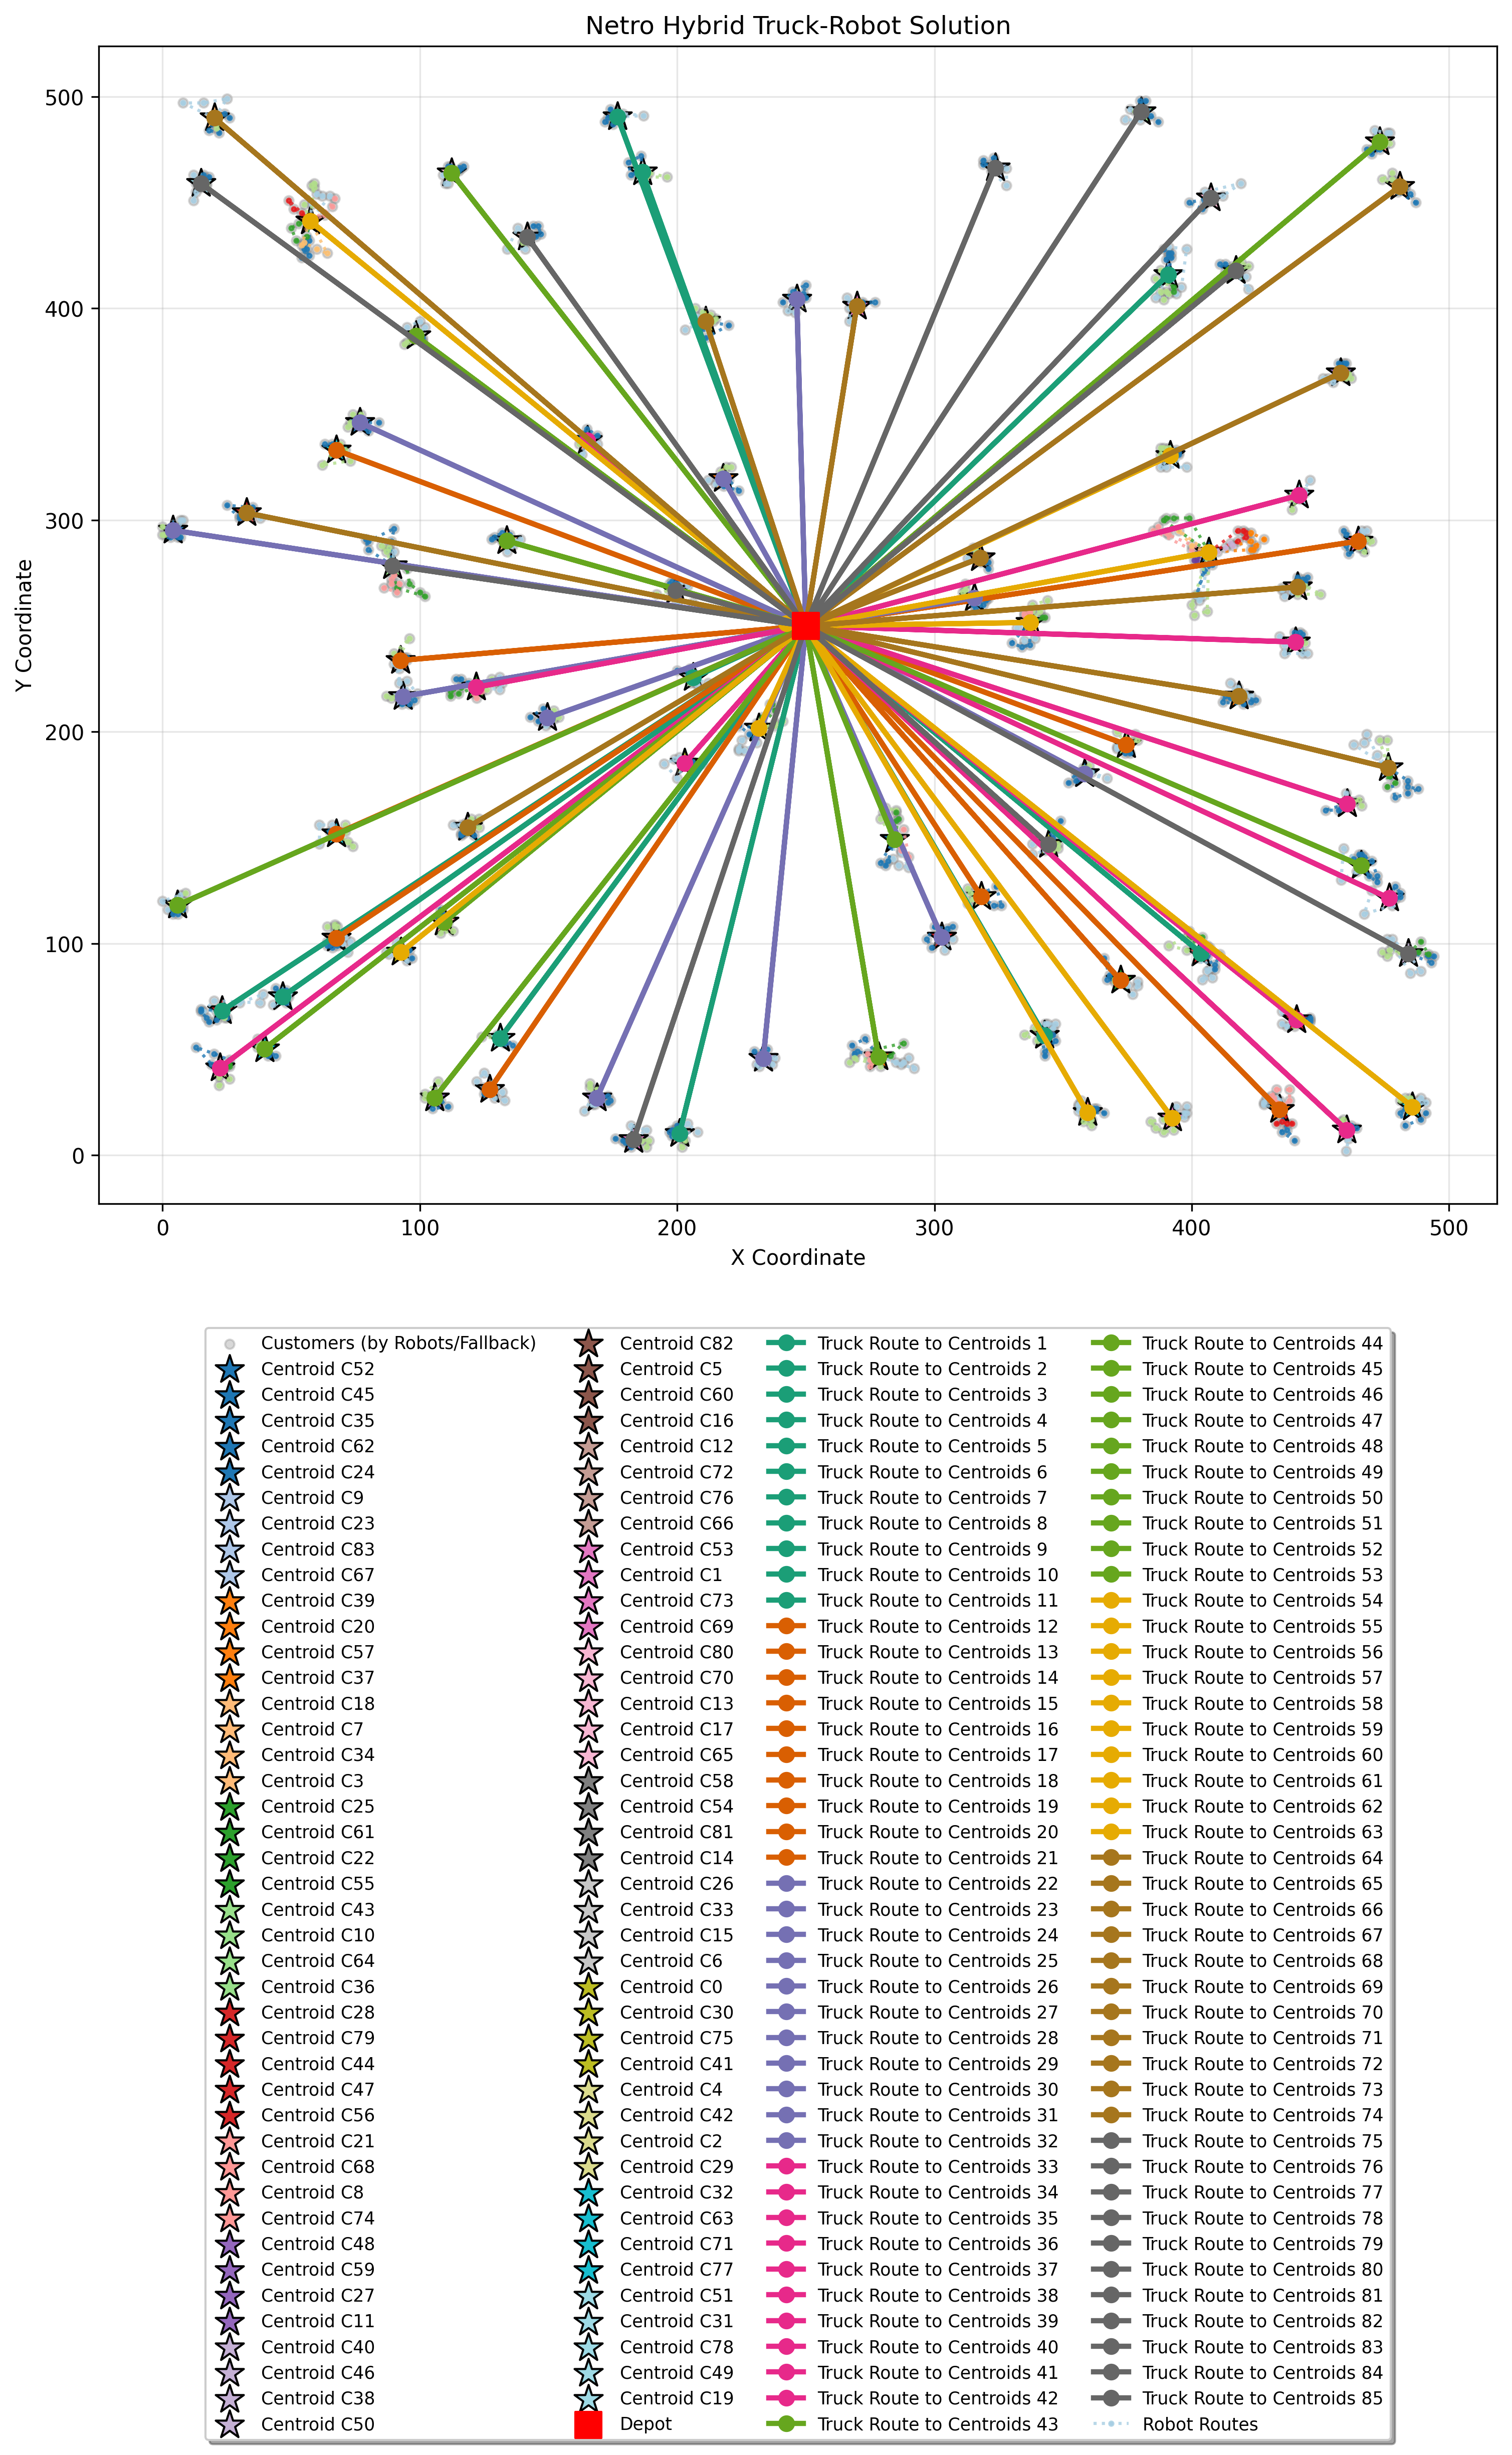 Netro Hybrid Truck-Robot Solution
500
400
300
200
100
0
Y Coordinate
0
100
200
300
400
500
X Coordinate
Customers (by Robots/Fallback)
Centroid C52
Centroid C45
Centroid C35
Centroid C62
Centroid C24
Centroid C9
Centroid C23
Centroid C83
Centroid C67
Centroid C39
Centroid C20
Centroid C57
Centroid C37
Centroid C18
Centroid C7
Centroid C34
Centroid C3
Centroid C25
Centroid C61
Centroid C22
Centroid C55
Centroid C43
Centroid C10
Centroid C64
Centroid C36
Centroid C28
Centroid C79
Centroid C44
Centroid C47
Centroid C56
Centroid C21
Centroid C68
Centroid C8
Centroid C74
Centroid C48
Centroid C59
Centroid C27
Centroid C11
Centroid C40
Centroid C46
Centroid C38
Centroid C50
Centroid C82
Centroid C5
Centroid C60
Centroid C16
Centroid C12
Centroid C72
Centroid C76
Centroid C66
Centroid C53
Centroid C1
Centroid C73
Centroid C69
Centroid C80
Centroid C70
Centroid C13
Centroid C17
Centroid C65
Centroid C58
Centroid C54
Centroid C81
Centroid C14
Centroid C26
Centroid C33
Centroid C15
Centroid C6
Centroid C0
Centroid C30
Centroid C75
Centroid C41
Centroid C4
Centroid C42
Centroid C2
Centroid C29
Centroid C32
Centroid C63
Centroid C71
Centroid C77
Centroid C51
Centroid C31
Centroid C78
Centroid C49
Centroid C19
Depot
Truck Route to Centroids 1
Truck Route to Centroids 2
Truck Route to Centroids 3
Truck Route to Centroids 4
Truck Route to Centroids 5
Truck Route to Centroids 6
Truck Route to Centroids 7
Truck Route to Centroids 8
Truck Route to Centroids 9
Truck Route to Centroids 10
Truck Route to Centroids 11
Truck Route to Centroids 12
Truck Route to Centroids 13
Truck Route to Centroids 14
Truck Route to Centroids 15
Truck Route to Centroids 16
Truck Route to Centroids 17
Truck Route to Centroids 18
Truck Route to Centroids 19
Truck Route to Centroids 20
Truck Route to Centroids 21
Truck Route to Centroids 22
Truck Route to Centroids 23
Truck Route to Centroids 24
Truck Route to Centroids 25
Truck Route to Centroids 26
Truck Route to Centroids 27
Truck Route to Centroids 28
Truck Route to Centroids 29
Truck Route to Centroids 30
Truck Route to Centroids 31
Truck Route to Centroids 32
Truck Route to Centroids 33
Truck Route to Centroids 34
Truck Route to Centroids 35
Truck Route to Centroids 36
Truck Route to Centroids 37
Truck Route to Centroids 38
Truck Route to Centroids 39
Truck Route to Centroids 40
Truck Route to Centroids 41
Truck Route to Centroids 42
Truck Route to Centroids 43
Truck Route to Centroids 44
Truck Route to Centroids 45
Truck Route to Centroids 46
Truck Route to Centroids 47
Truck Route to Centroids 48
Truck Route to Centroids 49
Truck Route to Centroids 50
Truck Route to Centroids 51
Truck Route to Centroids 52
Truck Route to Centroids 53
Truck Route to Centroids 54
Truck Route to Centroids 55
Truck Route to Centroids 56
Truck Route to Centroids 57
Truck Route to Centroids 58
Truck Route to Centroids 59
Truck Route to Centroids 60
Truck Route to Centroids 61
Truck Route to Centroids 62
Truck Route to Centroids 63
Truck Route to Centroids 64
Truck Route to Centroids 65
Truck Route to Centroids 66
Truck Route to Centroids 67
Truck Route to Centroids 68
Truck Route to Centroids 69
Truck Route to Centroids 70
Truck Route to Centroids 71
Truck Route to Centroids 72
Truck Route to Centroids 73
Truck Route to Centroids 74
Truck Route to Centroids 75
Truck Route to Centroids 76
Truck Route to Centroids 77
Truck Route to Centroids 78
Truck Route to Centroids 79
Truck Route to Centroids 80
Truck Route to Centroids 81
Truck Route to Centroids 82
Truck Route to Centroids 83
Truck Route to Centroids 84
Truck Route to Centroids 85
Robot Routes